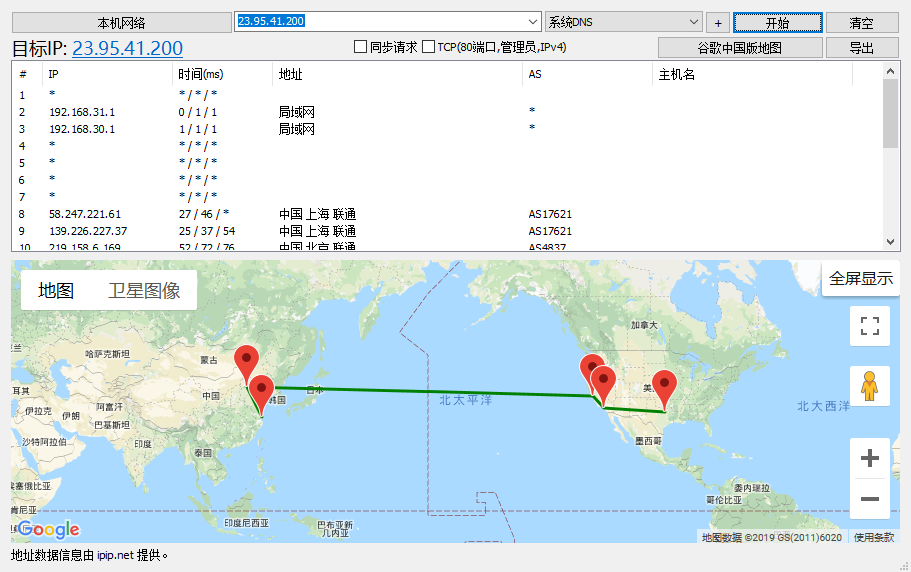 本机网络 23.95.41.200 系统DNS + 开始 清空
目标IP: 23.95.41.200 同步请求 TCP(80端口,管理员,IPv4) 谷歌中国版地图 导出
# IP 时间(ms) 地址 AS 主机名
1 * * / * / *
2 192.168.31.1 0 / 1 / 1 局域网 *
3 192.168.30.1 1 / 1 / 1 局域网 *
4 * * / * / *
5 * * / * / *
6 * * / * / *
7 * * / * / *
8 58.247.221.61 27 / 46 / * 中国 上海 联通 AS17621
9 139.226.227.37 25 / 37 / 54 中国 上海 联通 AS17621
10 219.158.6.169 52 / 72 / 76 中国 北京 联通 AS4837
地图 卫星图像 全屏显示
加拿大
哈萨克斯坦 蒙古
中国 韩国 日本
北太平洋
北大西洋
伊拉克 伊朗 阿富汗
巴基斯坦
沙特阿拉伯 印度
泰国
墨西哥
委内瑞拉
哥伦比亚
印度尼西亚 巴布亚新
几内亚
Google
地图数据 ©2019 GS(2011)6020 使用条款
地址数据信息由 ipip.net 提供。